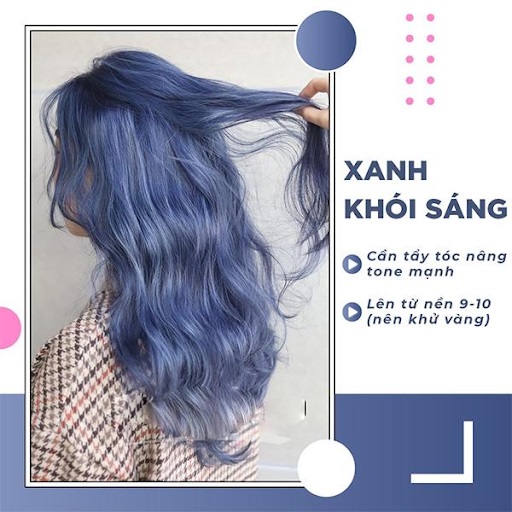 XANH
KHÓI SÁNG
Cần tẩy tóc nâng
tone mạnh
Lên từ nền 9-10
(nên khử vàng)